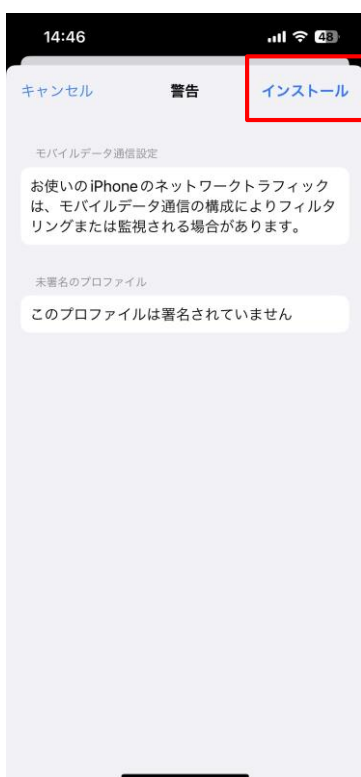 14:46
48
キャンセル 警告 インストール
モバイルデータ通信設定
お使いのiPhoneのネットワークトラフィック
は、モバイルデータ通信の構成によりフィルタ
リングまたは監視される場合があります。
未署名のプロファイル
このプロファイルは署名されていません